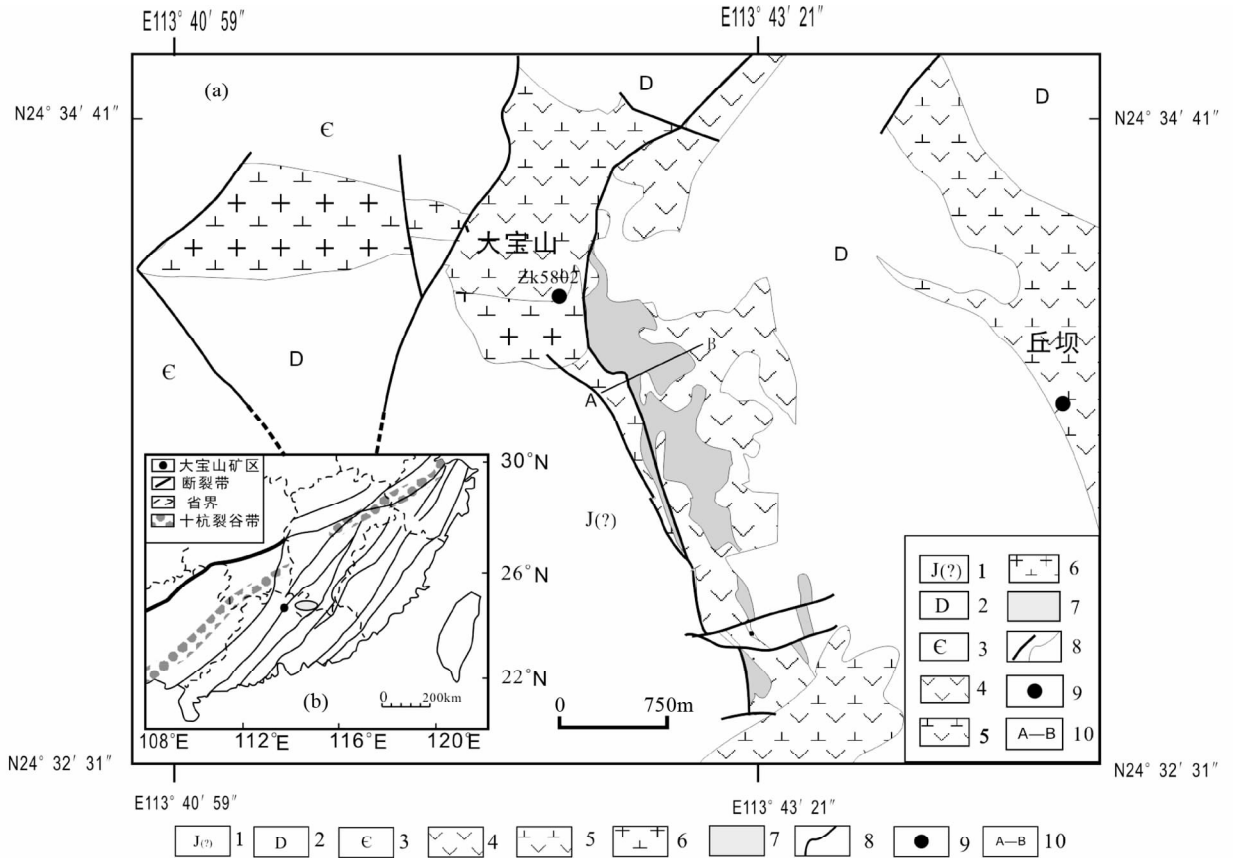 E113° 40′ 59″
E113° 43′ 21″
N24° 34′ 41″
N24° 34′ 41″
(a)
Є
D
D
D
大宝山
Zk5802
丘坝
Є
D
A
B
J(?)
大宝山矿区
断裂带
省界
十杭裂谷带
30°N
26°N
22°N
(b)
0 200km
108°E 112°E 116°E 120°E
0 750m
J(?) 1
D 2
Є 3
4
5
6
7
8
9
A—B 10
N24° 32′ 31″
N24° 32′ 31″
E113° 40′ 59″
E113° 43′ 21″
J(?) 1 D 2 Є 3 4 5 6 7 8 9 A—B 10